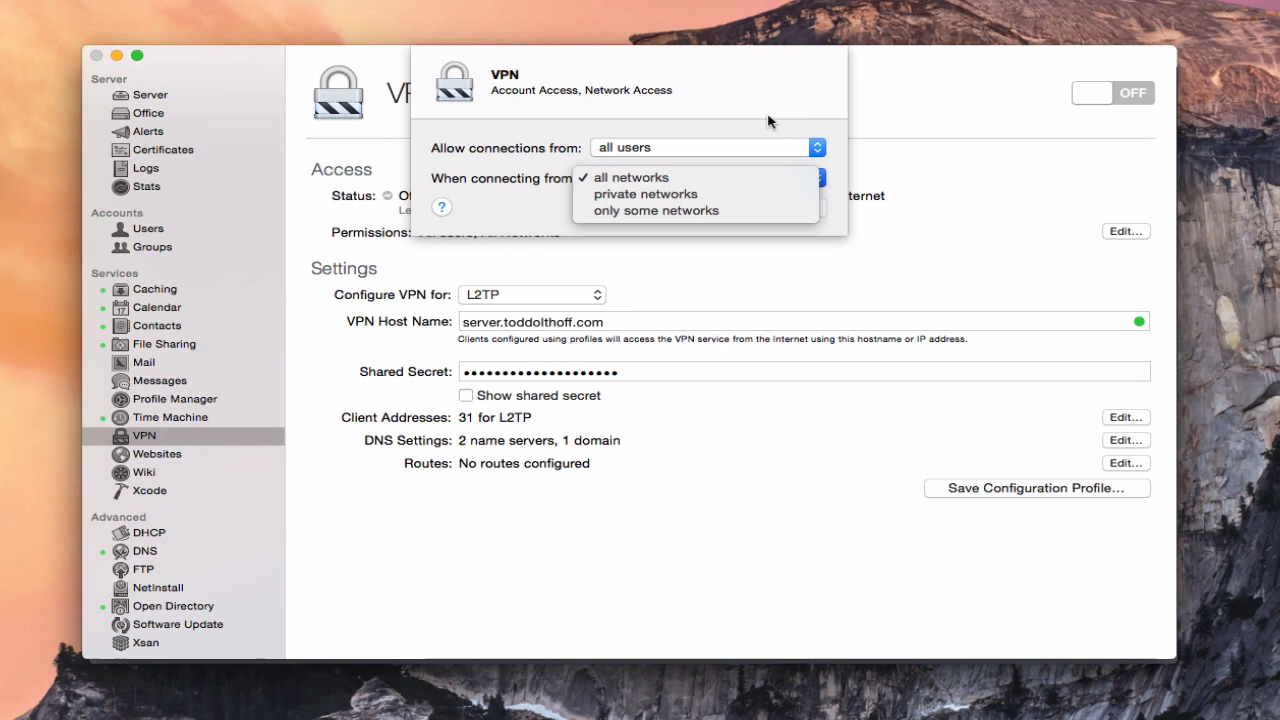 Server
Server
Office
Alerts
Certificates
Logs
Stats
Accounts
Users
Groups
Services
Caching
Calendar
17
Contacts
File Sharing
Mail
Messages
Profile Manager
Time Machine
VPN
Websites
Wiki
Xcode
Advanced
DHCP
DNS
FTP
NetInstall
Open Directory
Software Update
Xsan
VPN
Account Access, Network Access
Allow connections from: all users
When connecting from
✓ all networks
private networks
only some networks
?
OFF
Access
Status:
Permissions:
Edit...
Settings
Configure VPN for: L2TP
VPN Host Name: server.toddolthoff.com
Clients configured using profiles will access the VPN service from the Internet using this hostname or IP address.
Shared Secret: ••••••••••••••••••••
Show shared secret
Client Addresses: 31 for L2TP Edit...
DNS Settings: 2 name servers, 1 domain Edit...
Routes: No routes configured Edit...
Save Configuration Profile...